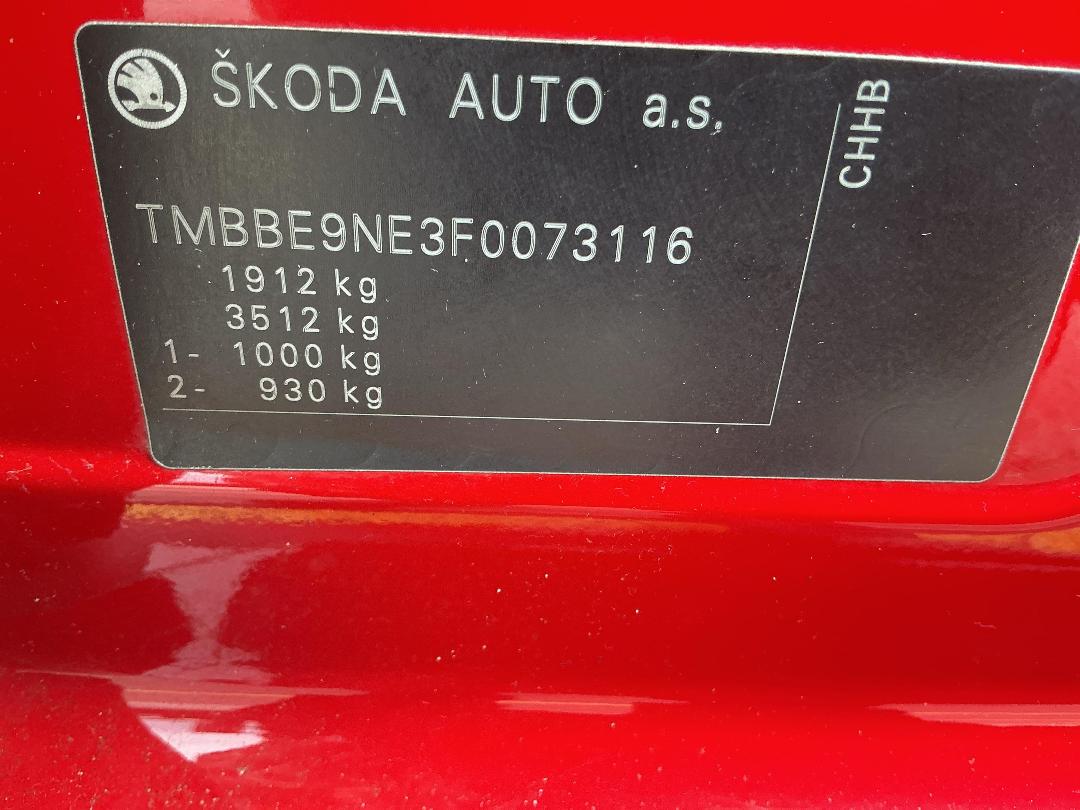 ŠKODA AUTO a.s.
CHHB
TMBBE9NE3F0073116
1912 kg
3512 kg
1- 1000 kg
2- 930 kg